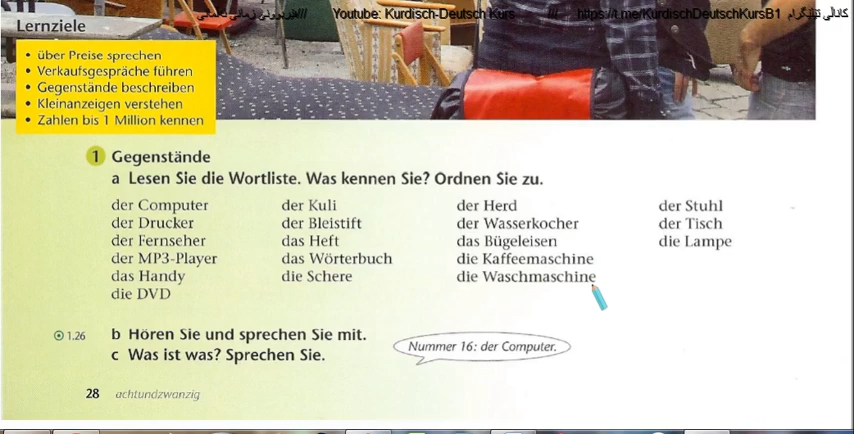 Youtube: Kurdisch-Deutsch Kurs /// https://t.me/KurdischDeutschKursB1 کاناڵی تێلیگرام
Lernziele
• über Preise sprechen
• Verkaufsgespräche führen
• Gegenstände beschreiben
• Kleinanzeigen verstehen
• Zahlen bis 1 Million kennen
1 Gegenstände
a Lesen Sie die Wortliste. Was kennen Sie? Ordnen Sie zu.
der Computer
der Drucker
der Fernseher
der MP3-Player
das Handy
die DVD
der Kuli
der Bleistift
das Heft
das Wörterbuch
die Schere
der Herd
der Wasserkocher
das Bügeleisen
die Kaffeemaschine
die Waschmaschine
der Stuhl
der Tisch
die Lampe
1.26 b Hören Sie und sprechen Sie mit.
c Was ist was? Sprechen Sie.
Nummer 16: der Computer.
28 achtundzwanzig